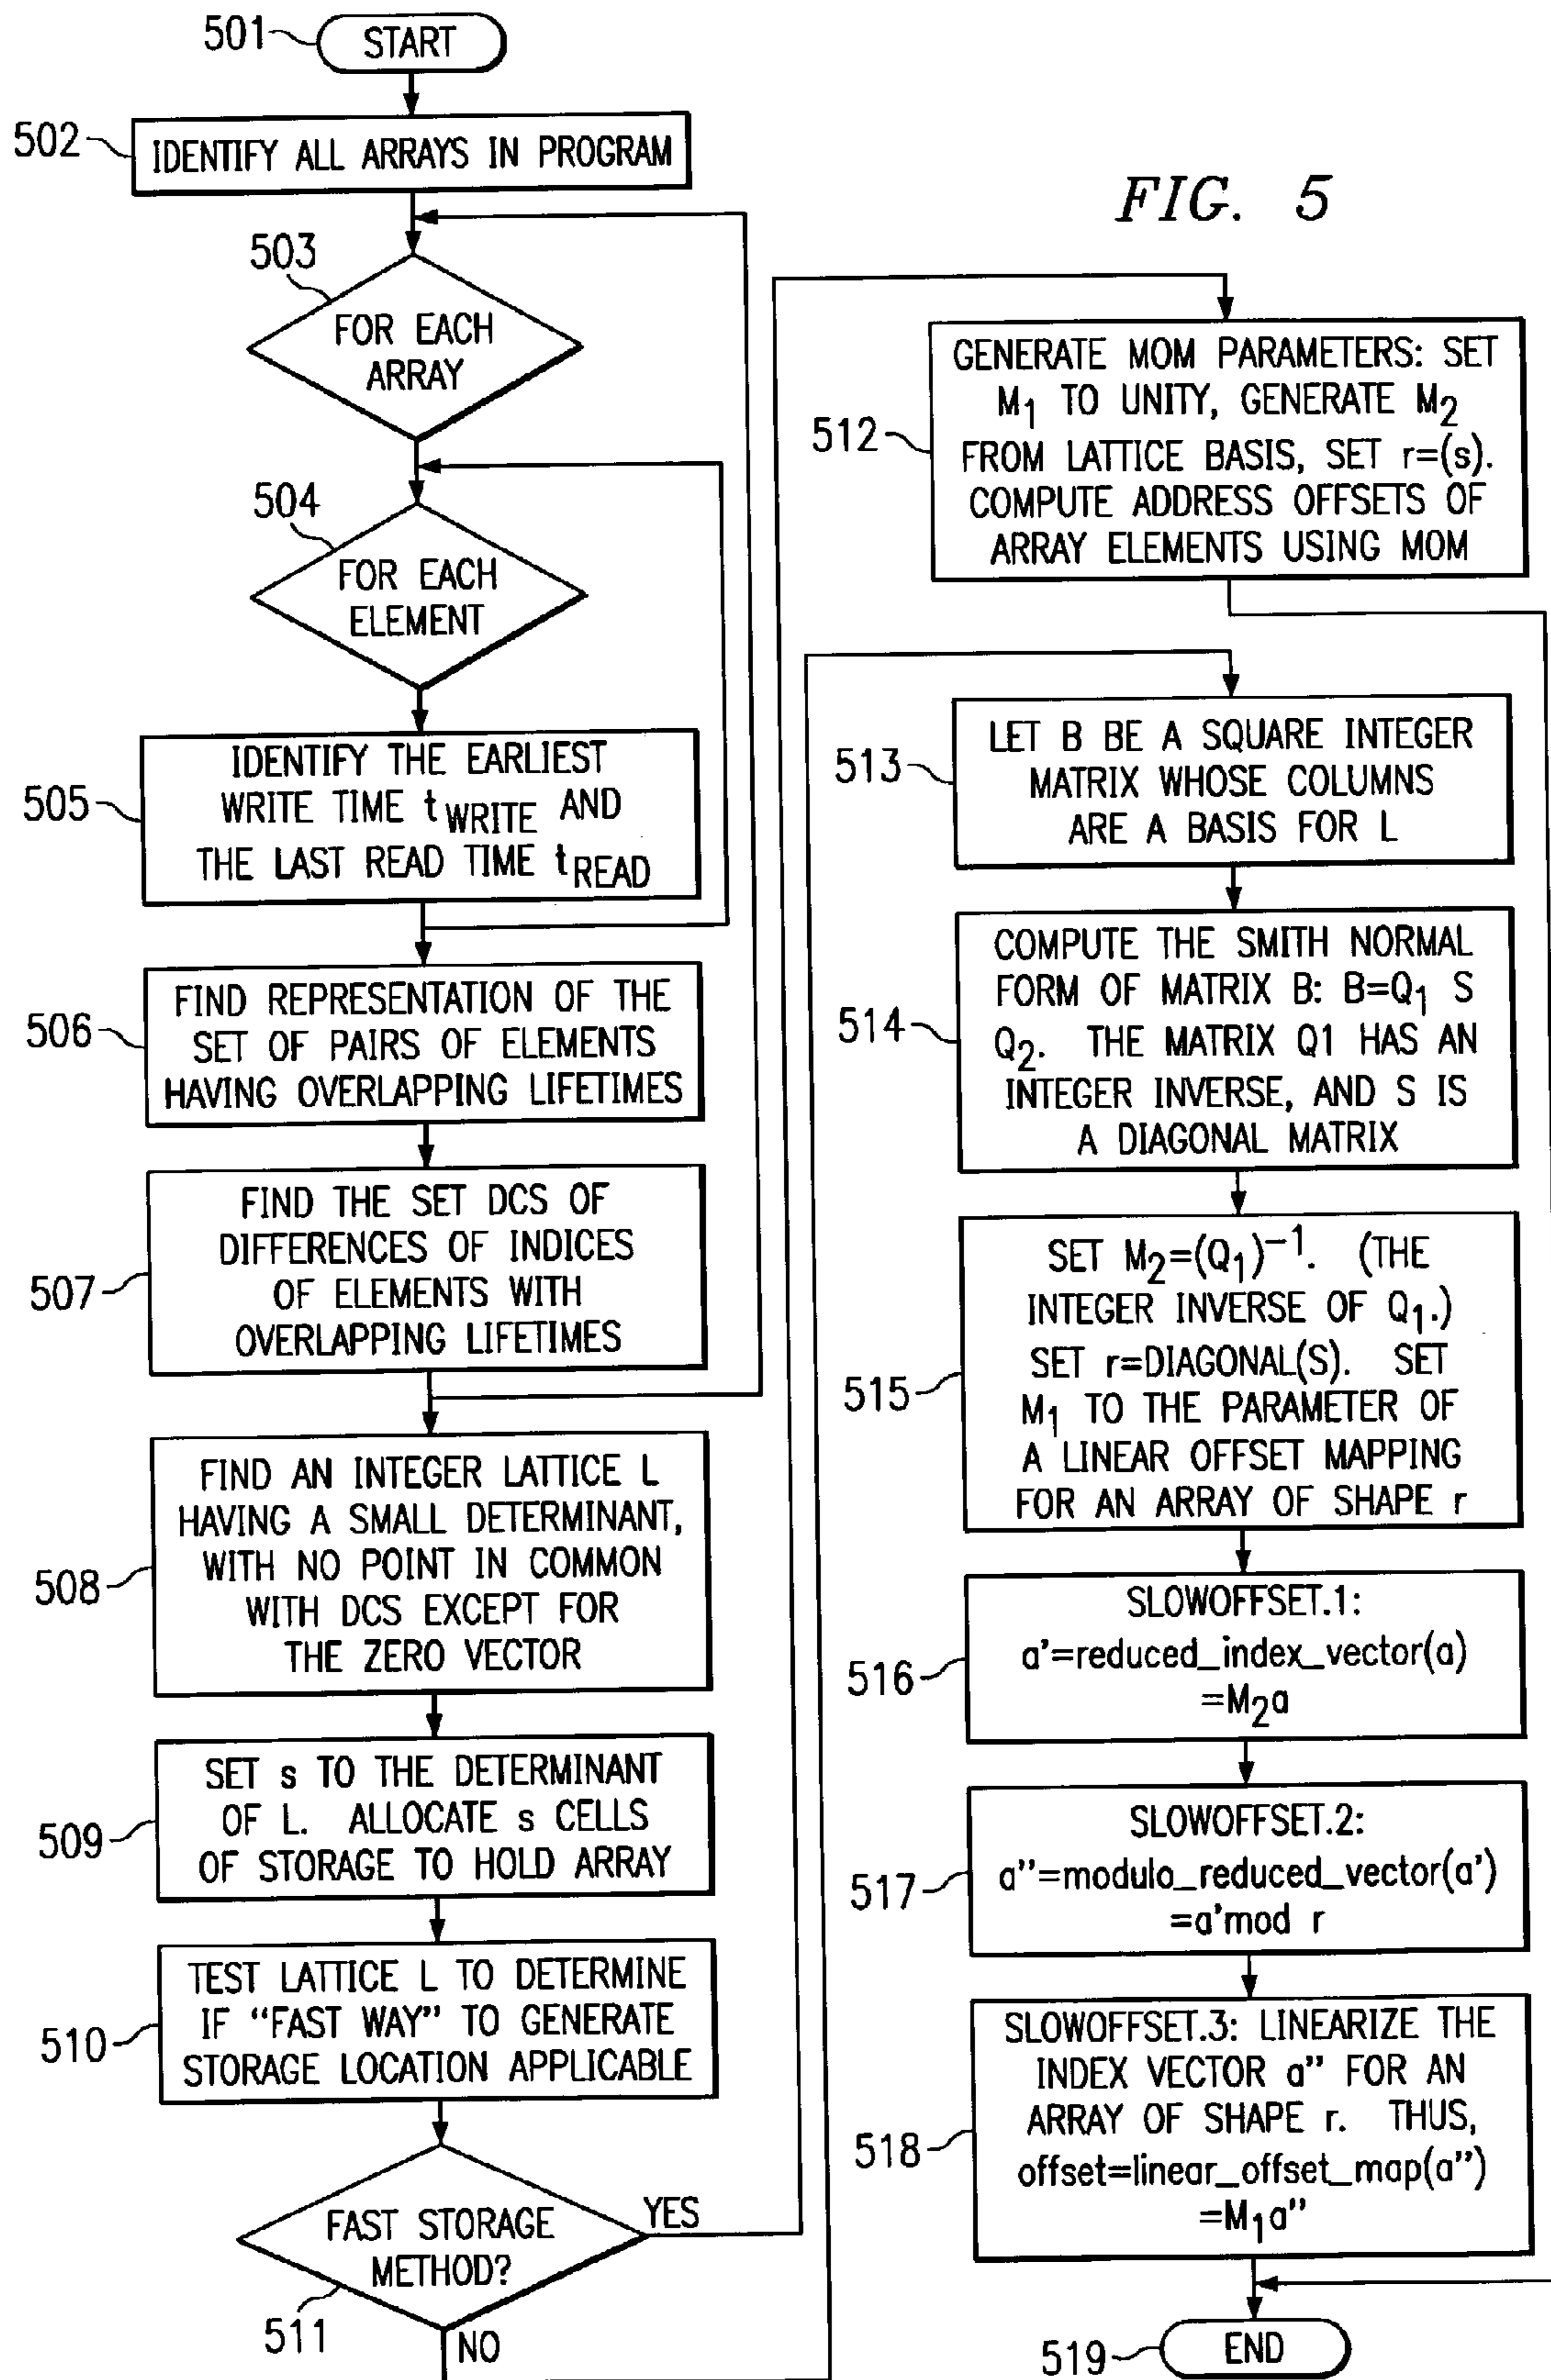 501
START
502
IDENTIFY ALL ARRAYS IN PROGRAM
503
FOR EACH
ARRAY
504
FOR EACH
ELEMENT
505
IDENTIFY THE EARLIEST
WRITE TIME tWRITE AND
THE LAST READ TIME tREAD
506
FIND REPRESENTATION OF THE
SET OF PAIRS OF ELEMENTS
HAVING OVERLAPPING LIFETIMES
507
FIND THE SET DCS OF
DIFFERENCES OF INDICES
OF ELEMENTS WITH
OVERLAPPING LIFETIMES
508
FIND AN INTEGER LATTICE L
HAVING A SMALL DETERMINANT,
WITH NO POINT IN COMMON
WITH DCS EXCEPT FOR
THE ZERO VECTOR
509
SET s TO THE DETERMINANT
OF L. ALLOCATE s CELLS
OF STORAGE TO HOLD ARRAY
510
TEST LATTICE L TO DETERMINE
IF “FAST WAY” TO GENERATE
STORAGE LOCATION APPLICABLE
FAST STORAGE
METHOD?
YES
511
NO
FIG. 5
512
GENERATE MOM PARAMETERS: SET
M1 TO UNITY, GENERATE M2
FROM LATTICE BASIS, SET r=(s).
COMPUTE ADDRESS OFFSETS OF
ARRAY ELEMENTS USING MOM
513
LET B BE A SQUARE INTEGER
MATRIX WHOSE COLUMNS
ARE A BASIS FOR L
514
COMPUTE THE SMITH NORMAL
FORM OF MATRIX B: B=Q1 S
Q2. THE MATRIX Q1 HAS AN
INTEGER INVERSE, AND S IS
A DIAGONAL MATRIX
515
SET M2=(Q1)−1. (THE
INTEGER INVERSE OF Q1.)
SET r=DIAGONAL(S). SET
M1 TO THE PARAMETER OF
A LINEAR OFFSET MAPPING
FOR AN ARRAY OF SHAPE r
516
SLOWOFFSET.1:
a'=reduced_index_vector(a)
=M2a
517
SLOWOFFSET.2:
a''=modulo_reduced_vector(a')
=a'mod r
518
SLOWOFFSET.3: LINEARIZE THE
INDEX VECTOR a'' FOR AN
ARRAY OF SHAPE r. THUS,
offset=linear_offset_map(a'')
=M1a''
519
END